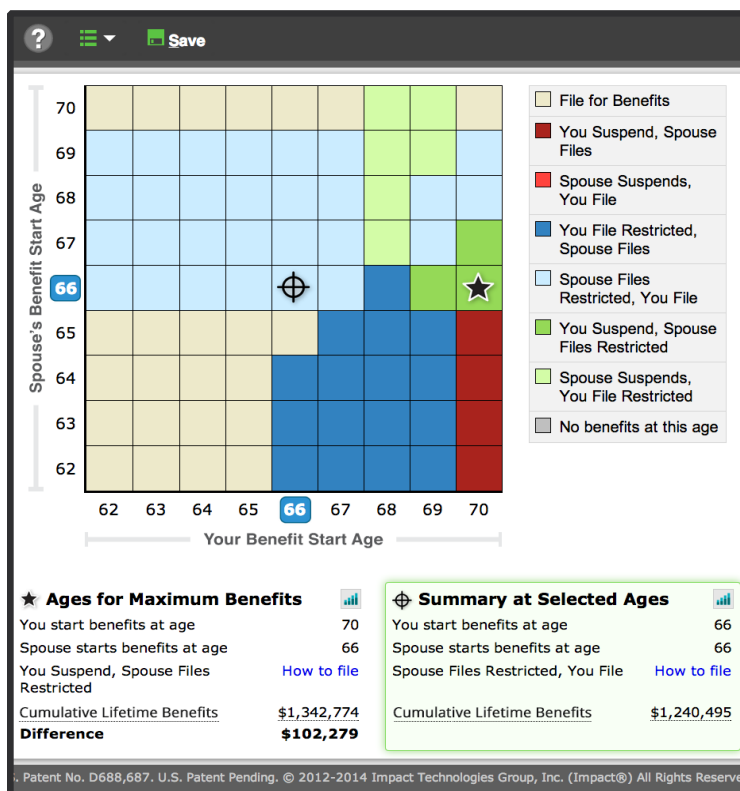 ?
Save
70
69
68
67
66
65
64
63
62
Spouse's Benefit Start Age
62 63 64 65 66 67 68 69 70
Your Benefit Start Age
File for Benefits
You Suspend, Spouse
Files
Spouse Suspends,
You File
You File Restricted,
Spouse Files
Spouse Files
Restricted, You File
You Suspend, Spouse
Files Restricted
Spouse Suspends,
You File Restricted
No benefits at this age
Ages for Maximum Benefits
You start benefits at age 70
Spouse starts benefits at age 66
You Suspend, Spouse Files How to file
Restricted
Cumulative Lifetime Benefits $1,342,774
Difference $102,279
Summary at Selected Ages
You start benefits at age 66
Spouse starts benefits at age 66
Spouse Files Restricted, You File How to file
Cumulative Lifetime Benefits $1,240,495
. Patent No. D688,687. U.S. Patent Pending. © 2012-2014 Impact Technologies Group, Inc. (Impact®) All Rights Reserve